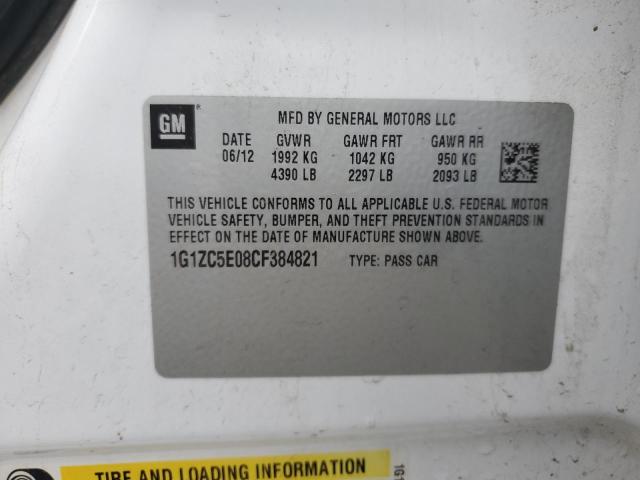 GM ®
MFD BY GENERAL MOTORS LLC
DATE GVWR GAWR FRT GAWR RR
06/12 1992 KG 1042 KG 950 KG
4390 LB 2297 LB 2093 LB
THIS VEHICLE CONFORMS TO ALL APPLICABLE U.S. FEDERAL MOTOR
VEHICLE SAFETY, BUMPER, AND THEFT PREVENTION STANDARDS IN
EFFECT ON THE DATE OF MANUFACTURE SHOWN ABOVE.
1G1ZC5E08CF384821 TYPE: PASS CAR
TIRE AND LOADING INFORMATION